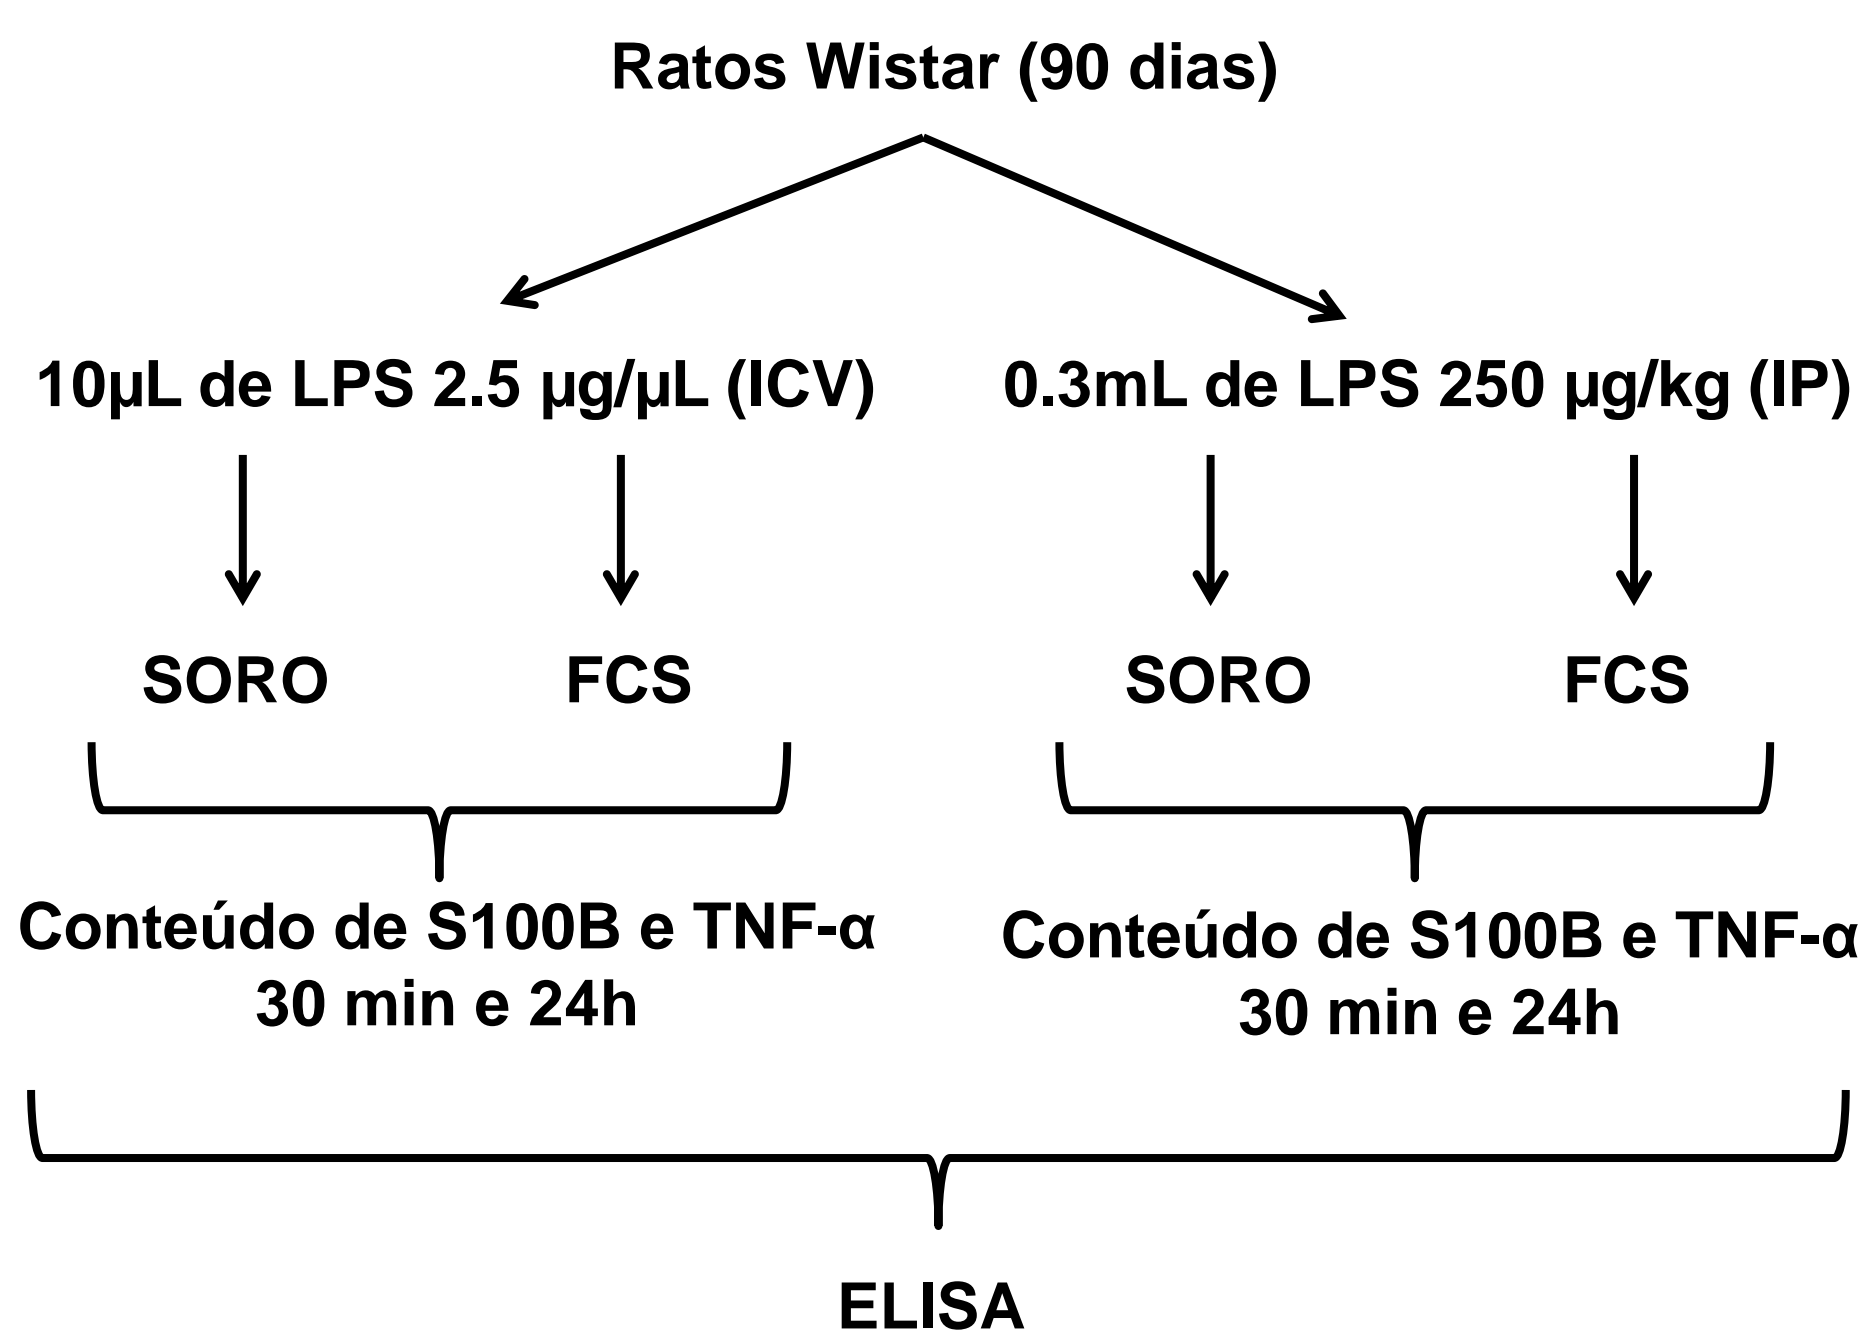 Ratos Wistar (90 dias)
10µL de LPS 2.5 µg/µL (ICV)
0.3mL de LPS 250 µg/kg (IP)
SORO
FCS
SORO
FCS
Conteúdo de S100B e TNF-α
30 min e 24h
Conteúdo de S100B e TNF-α
30 min e 24h
ELISA